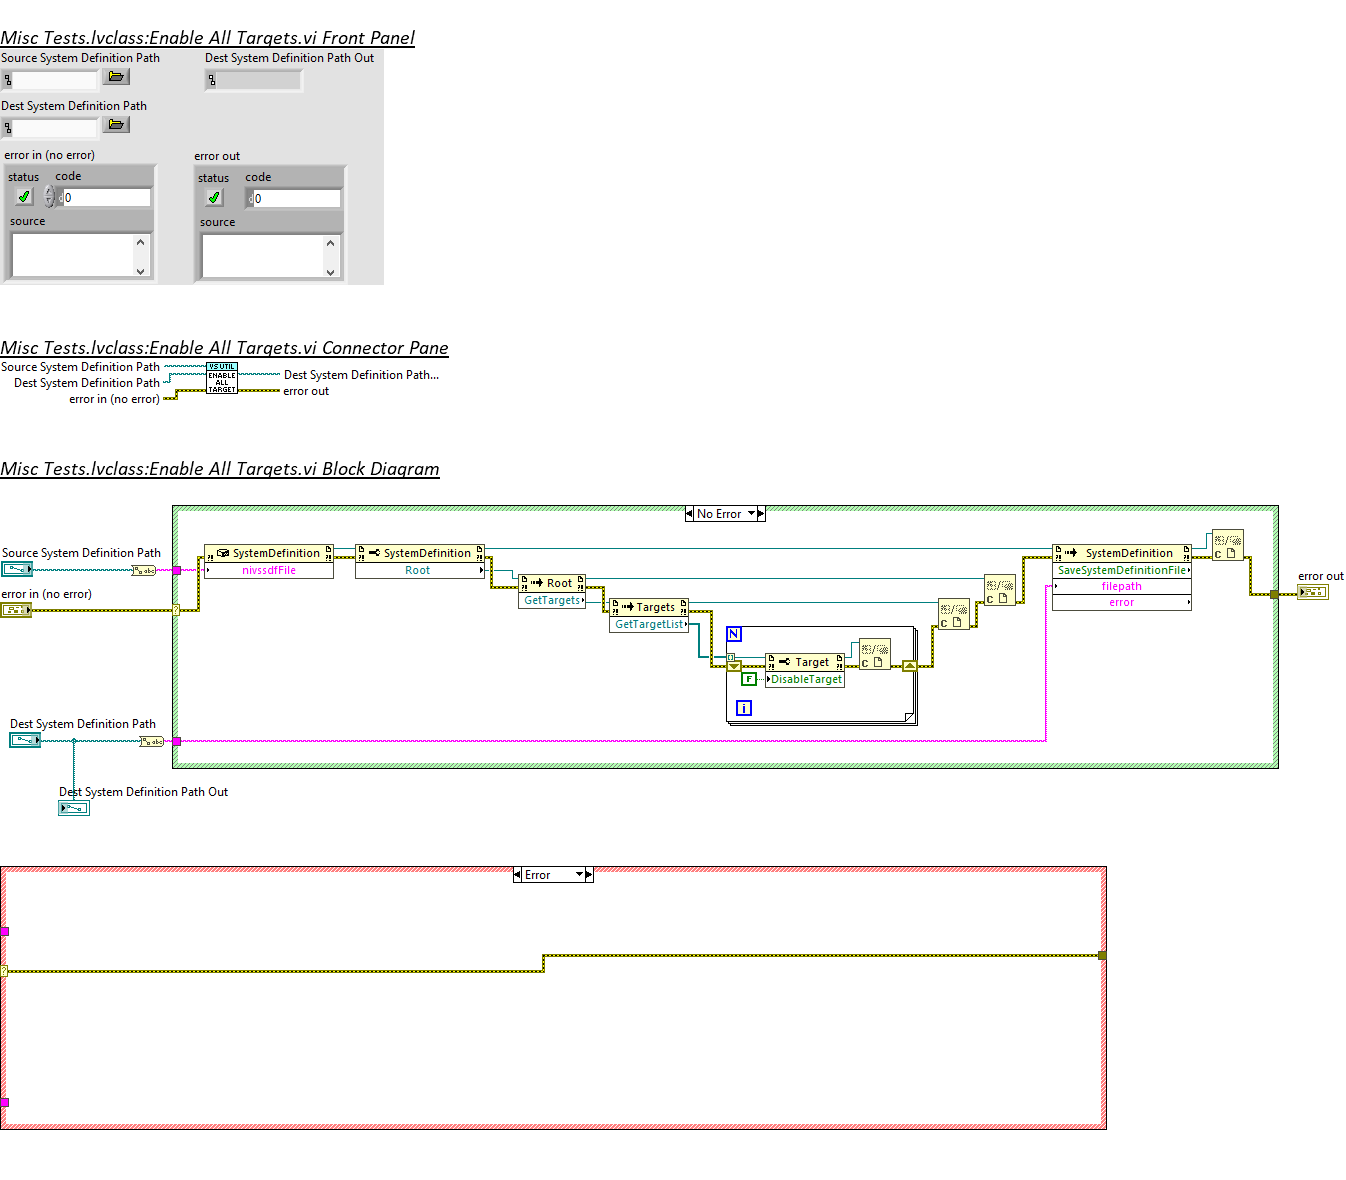 Misc Tests.lvclass:Enable All Targets.vi Front Panel
Source System Definition Path
Dest System Definition Path Out
Dest System Definition Path
error in (no error)
error out
status
code
0
source
status
code
0
source
Misc Tests.lvclass:Enable All Targets.vi Connector Pane
Source System Definition Path
Dest System Definition Path
error in (no error)
VS UTIL
ENABLE
ALL
TARGET
Dest System Definition Path...
error out
Misc Tests.lvclass:Enable All Targets.vi Block Diagram
No Error
Source System Definition Path
error in (no error)
SystemDefinition
nivssdfFile
SystemDefinition
Root
Root
GetTargets
Targets
GetTargetList
N
Target
F
DisableTarget
i
C
C
C
SystemDefinition
SaveSystemDefinitionFile
filepath
error
C
error out
Dest System Definition Path
Dest System Definition Path Out
Error